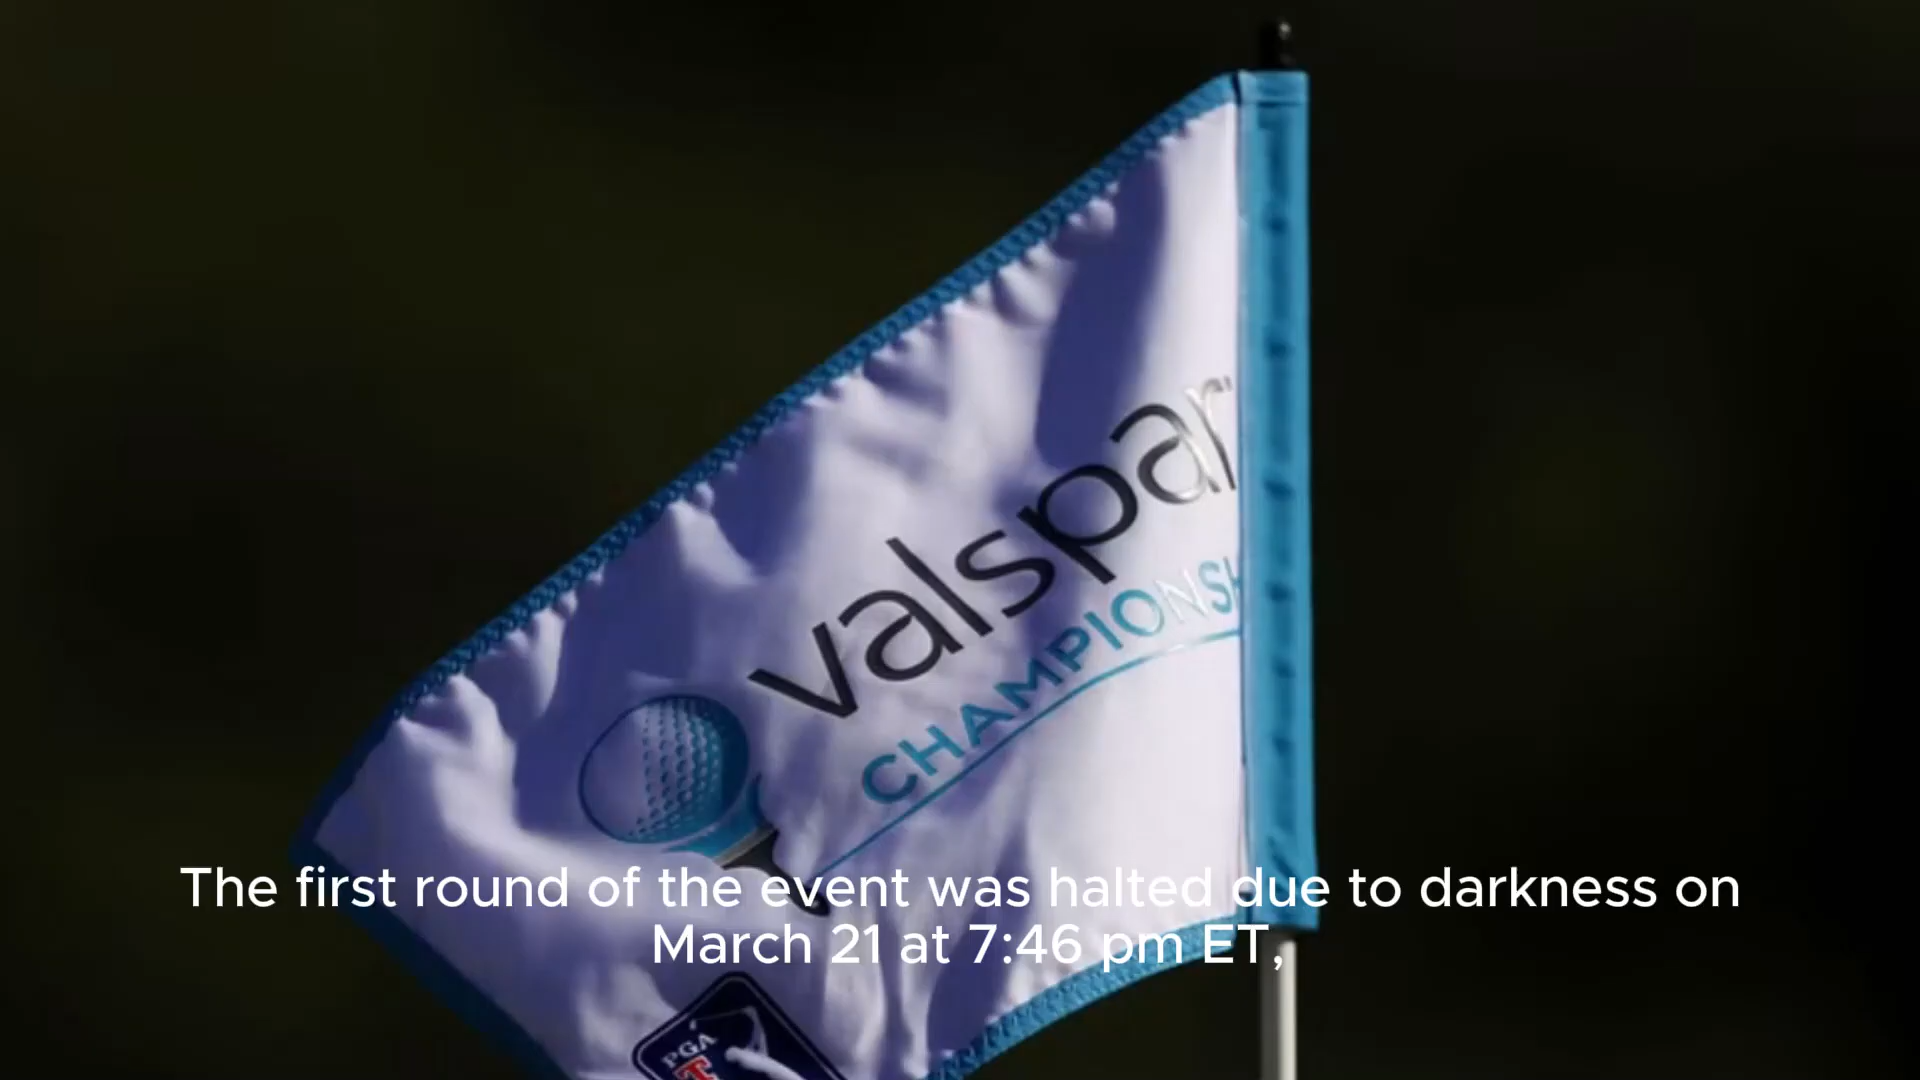 valspar
CHAMPIONSH
PGA
T
The first round of the event was halted due to darkness on
March 21 at 7:46 pm ET,